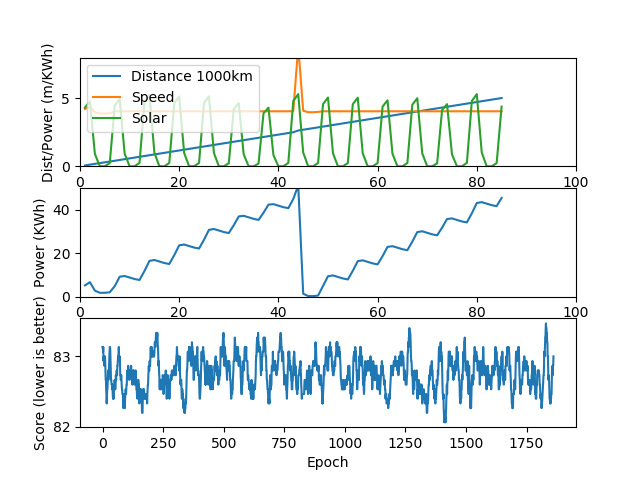 Dist/Power (m/KWh)
Distance 1000km
Speed
Solar
5
0
0 20 40 60 80 100
Power (KWh)
40
20
0
0 20 40 60 80 100
Score (lower is better)
83
82
0 250 500 750 1000 1250 1500 1750
Epoch